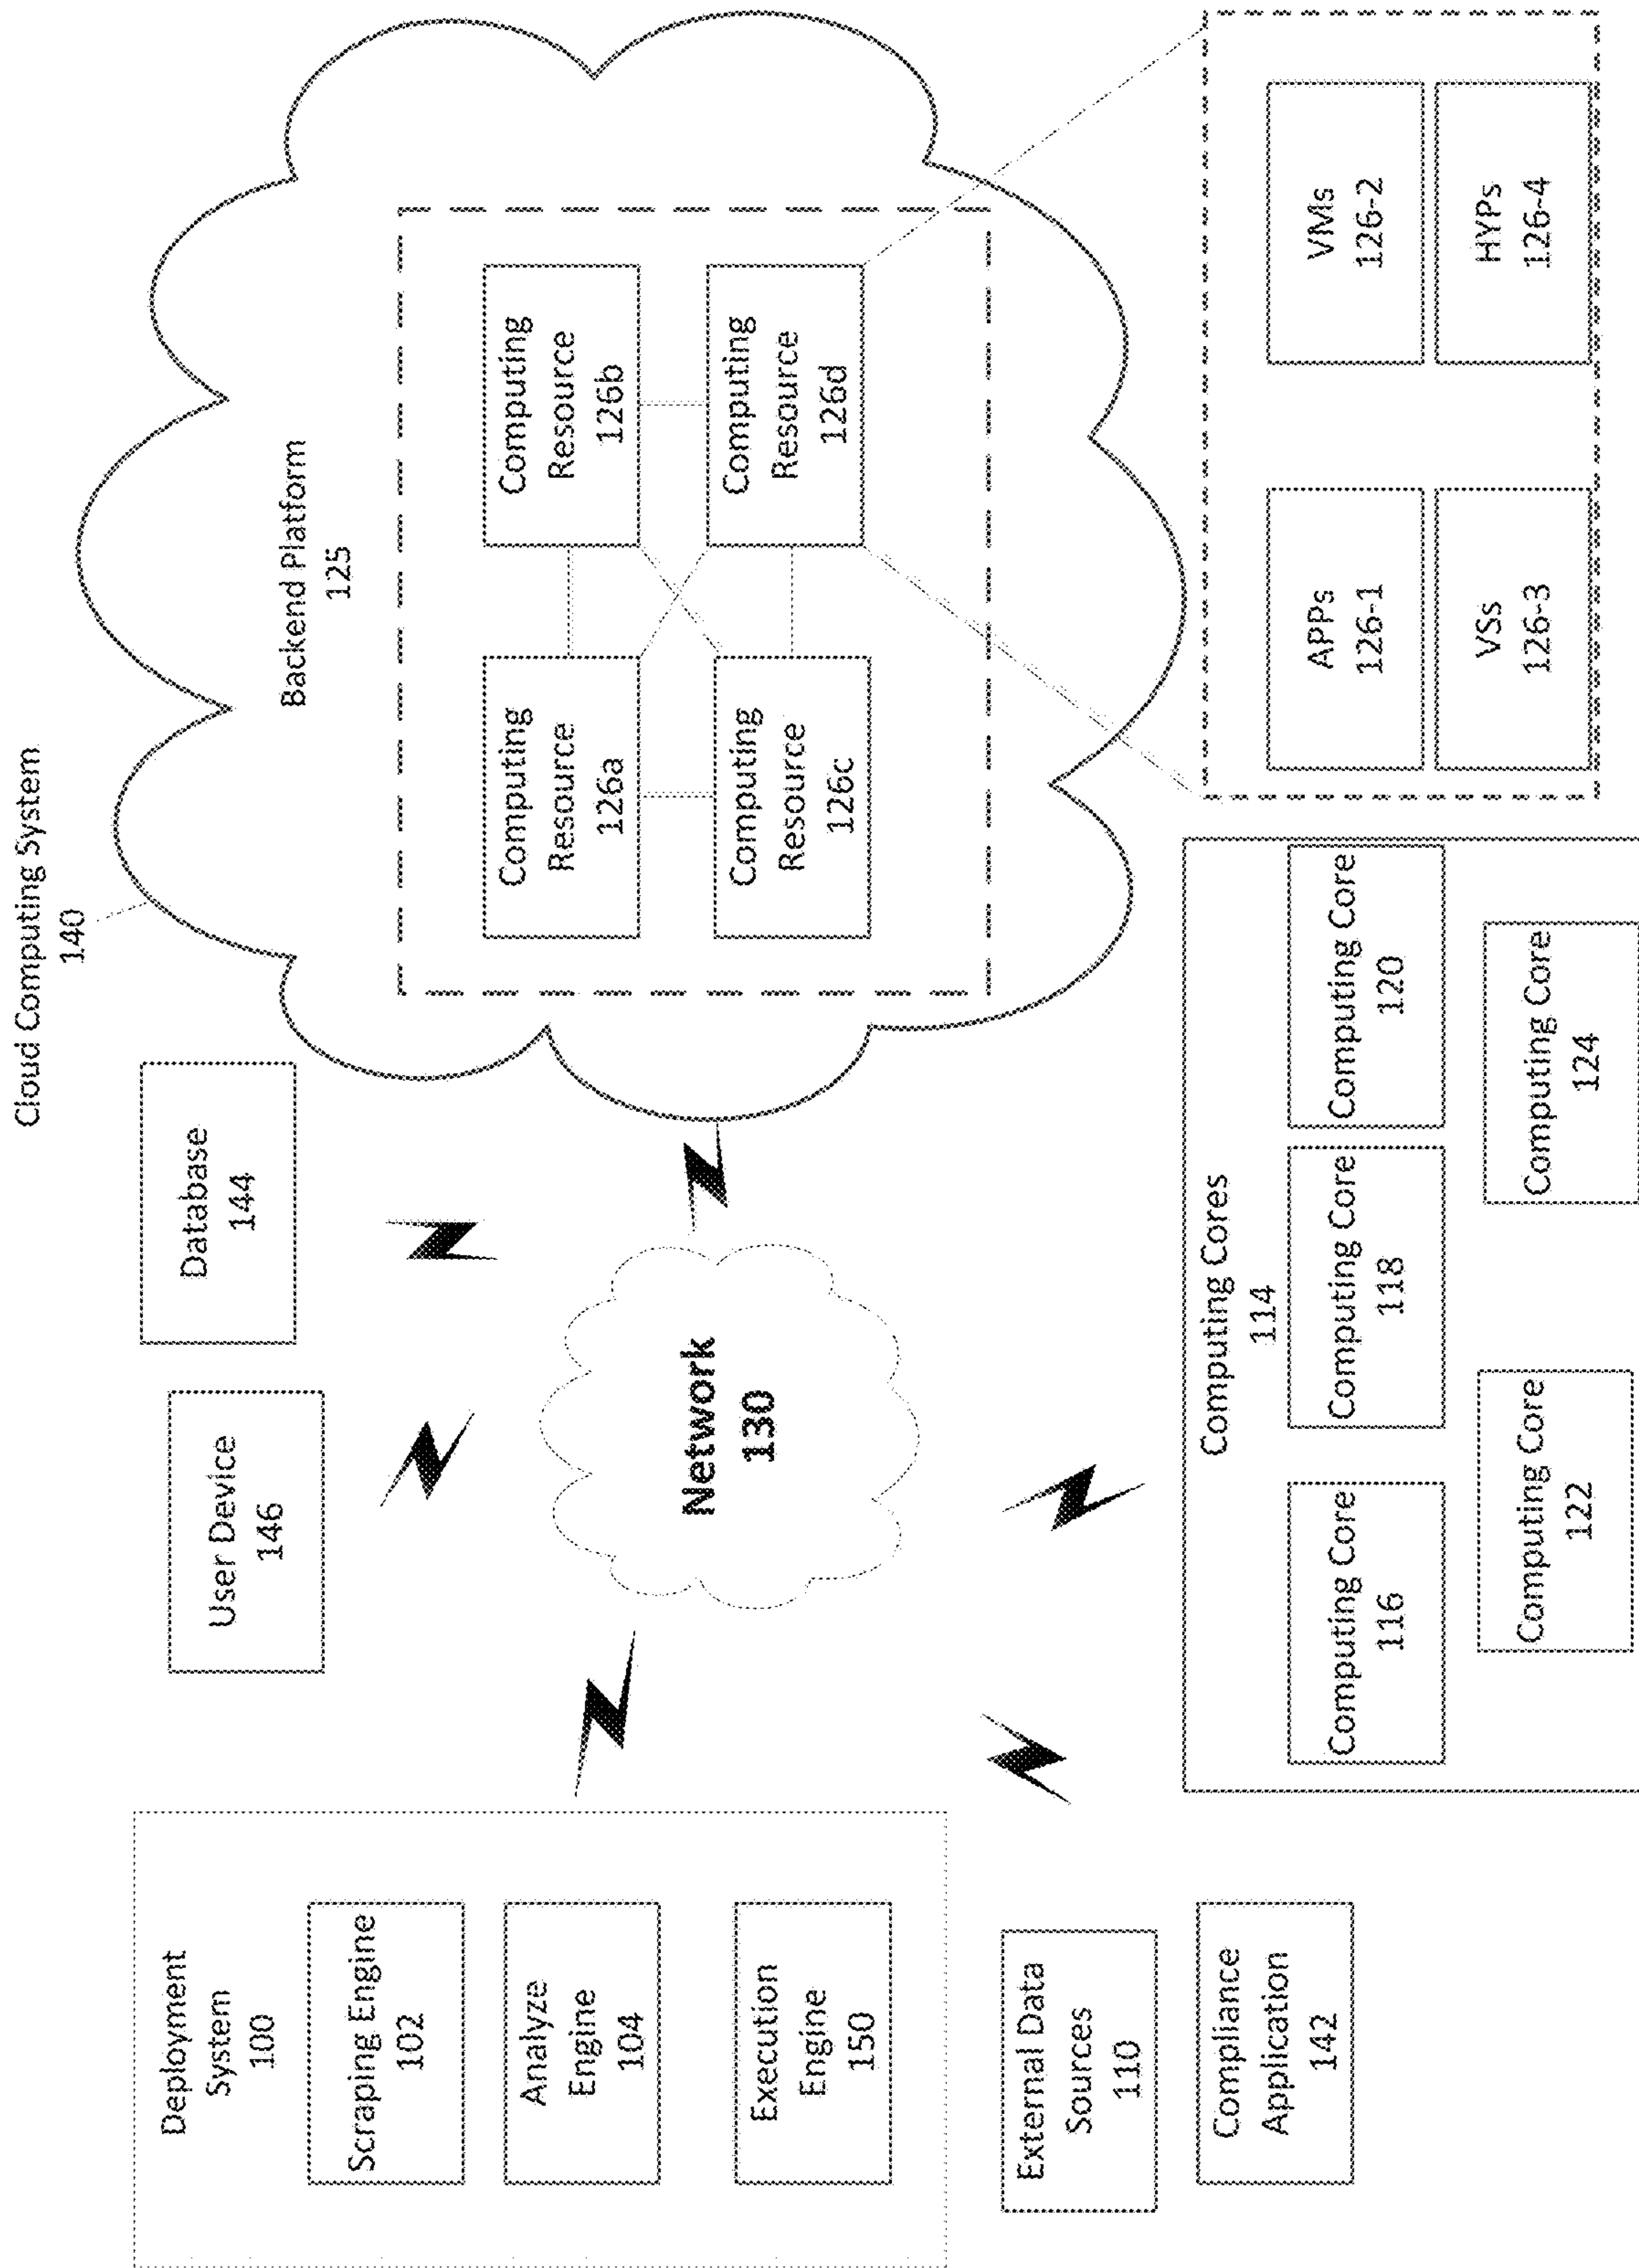 Cloud Computing System
140
Deployment
System
100
Scraping Engine
102
Analyze
Engine
104
Execution
Engine
150
External Data
Sources
110
Compliance
Application
142
User Device
146
Database
144
Network
130
Backend Platform
125
Computing
Resource
126a
Computing
Resource
126b
Computing
Resource
126c
Computing
Resource
126d
Computing Cores
114
Computing Core
116
Computing Core
118
Computing Core
120
Computing Core
122
Computing Core
124
APPs
126-1
VMs
126-2
VSs
126-3
HYPs
126-4